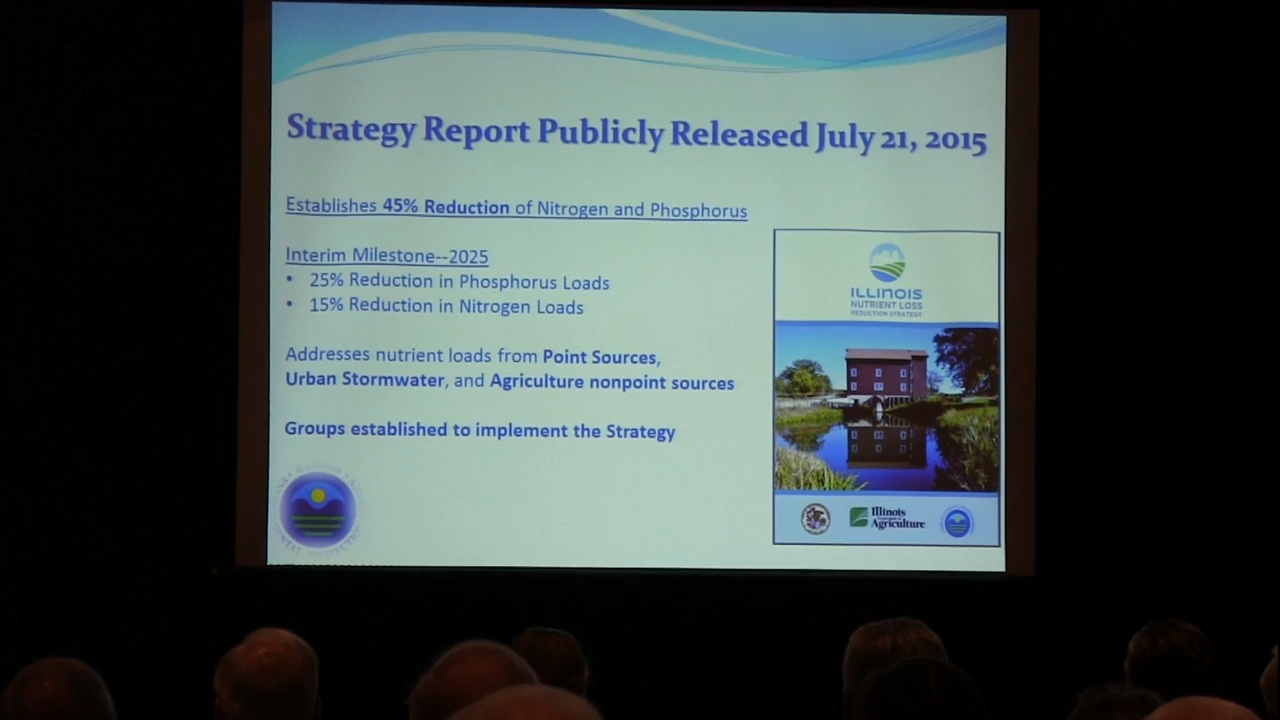 Strategy Report Publicly Released July 21, 2015
Establishes 45% Reduction of Nitrogen and Phosphorus
Interim Milestone--2025
• 25% Reduction in Phosphorus Loads
• 15% Reduction in Nitrogen Loads
Addresses nutrient loads from Point Sources,
Urban Stormwater, and Agriculture nonpoint sources
Groups established to implement the Strategy
ILLINOIS
NUTRIENT LOSS
REDUCTION STRATEGY
Illinois
Agriculture